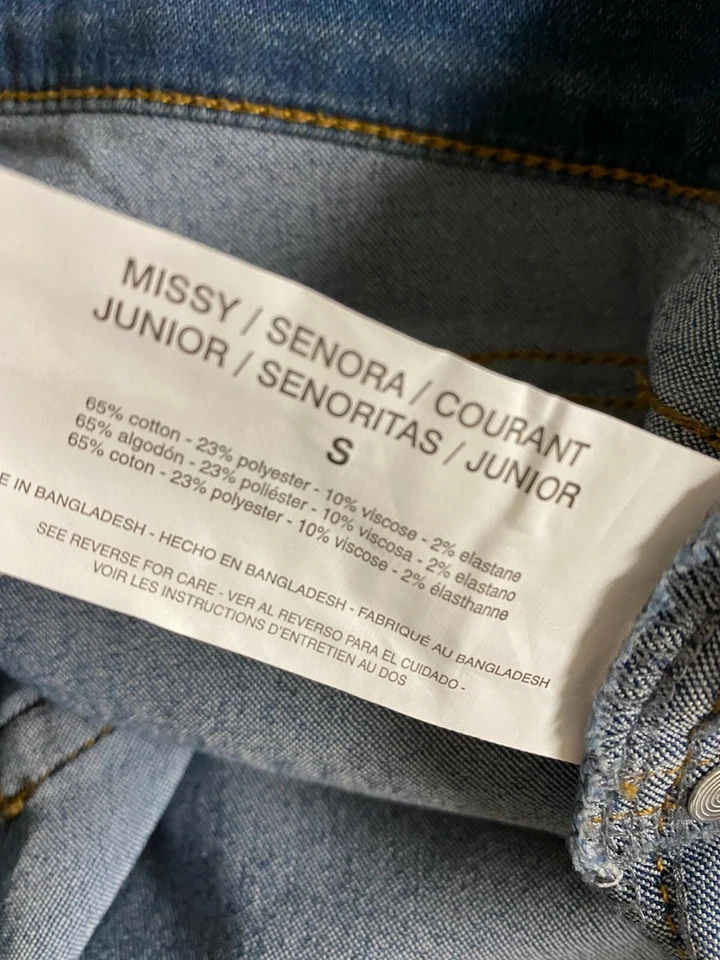 MISSY / SENORA / COURANT
JUNIOR / SENORITAS / JUNIOR
S
65% cotton - 23% polyester - 10% viscose - 2% elastane
65% algodón - 23% poliéster - 10% viscosa - 2% elastano
65% coton - 23% polyester - 10% viscose - 2% élasthanne
E IN BANGLADESH - HECHO EN BANGLADESH - FABRIQUÉ AU BANGLADESH
SEE REVERSE FOR CARE - VER AL REVERSO PARA EL CUIDADO -
VOIR LES INSTRUCTIONS D'ENTRETIEN AU DOS